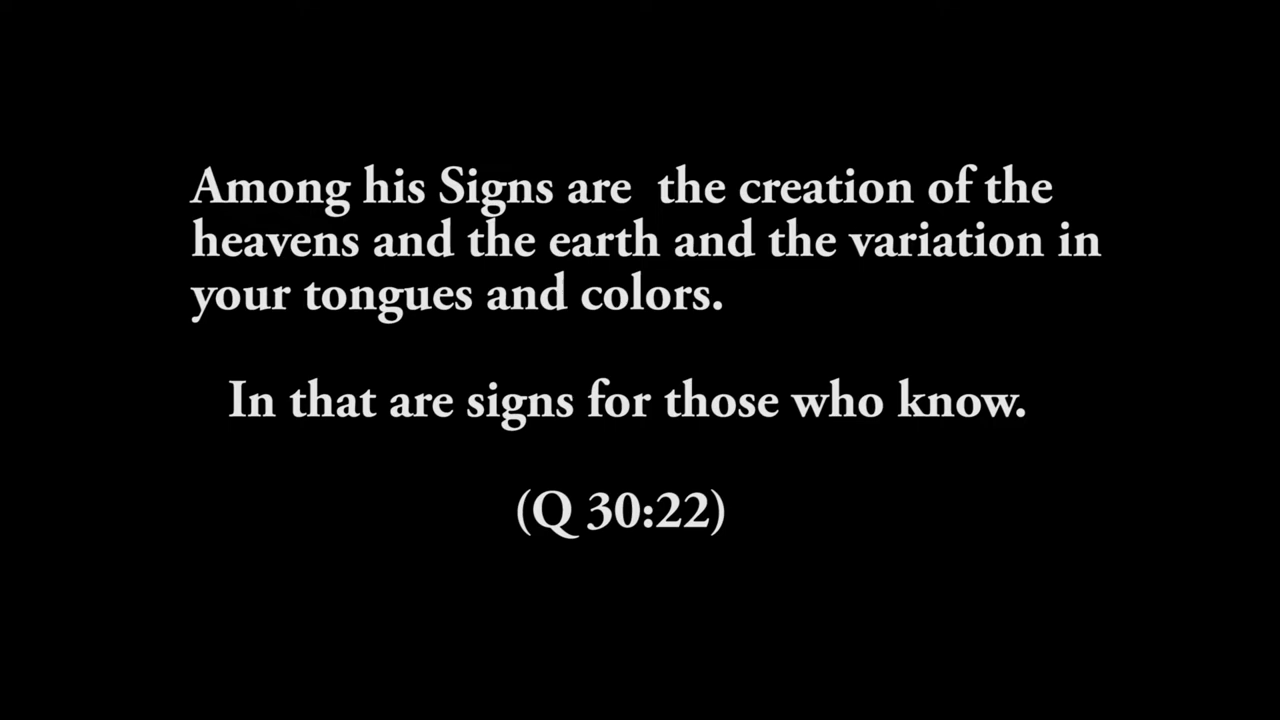 Among his Signs are  the creation of the
heavens and the earth and the variation in
your tongues and colors.
In that are signs for those who know.
(Q 30:22)